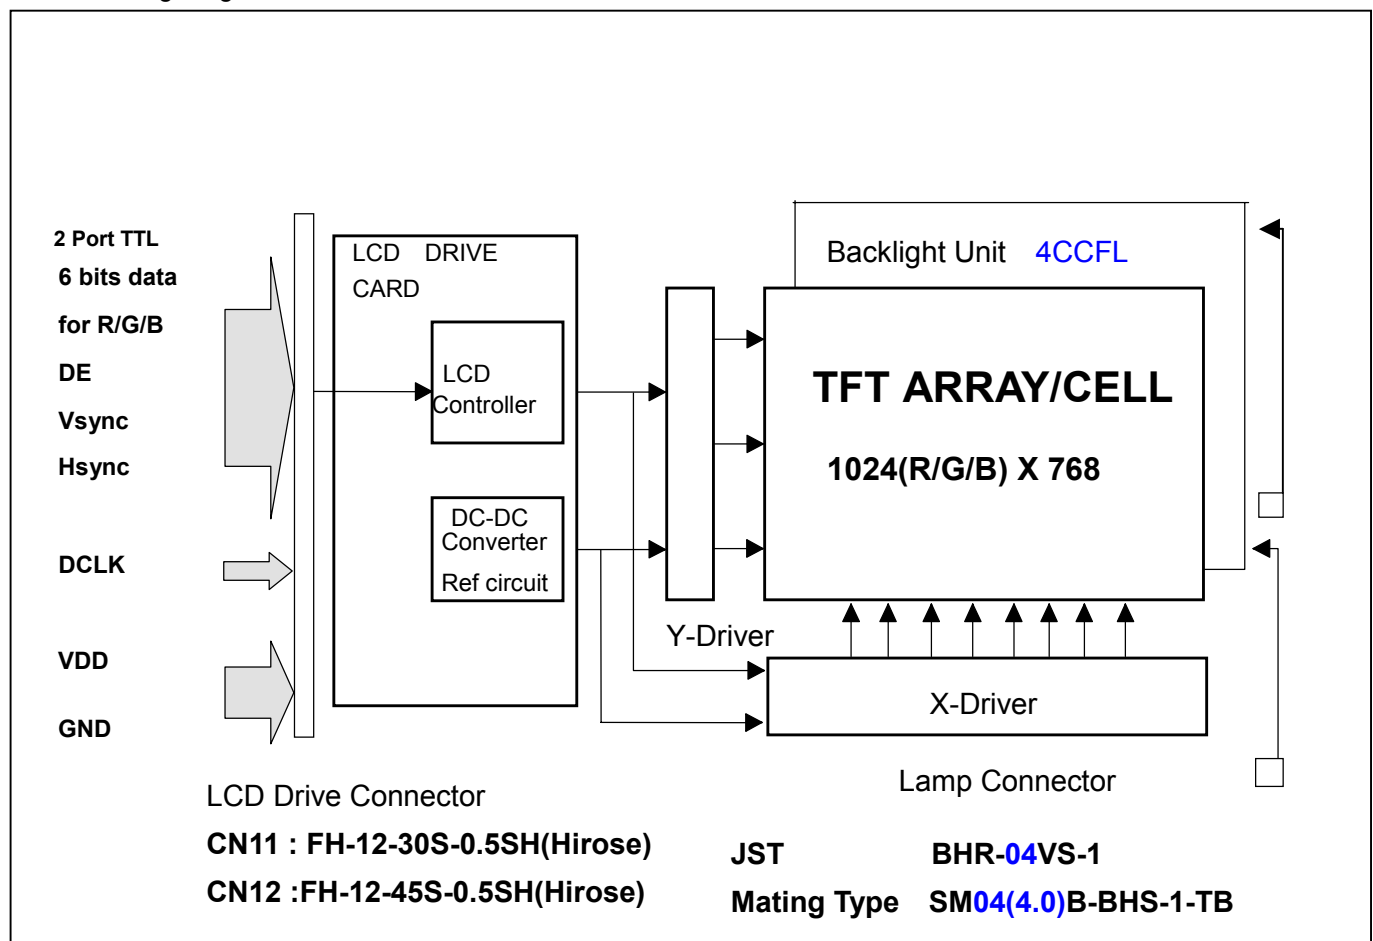 2 Port TTL
6 bits data
for R/G/B
DE
Vsync
Hsync
DCLK
VDD
GND
LCD DRIVE
CARD
LCD
Controller
DC-DC
Converter
Ref circuit
Y-Driver
Backlight Unit 4CCFL
TFT ARRAY/CELL
1024(R/G/B) X 768
X-Driver
LCD Drive Connector
CN11 : FH-12-30S-0.5SH(Hirose)
CN12 :FH-12-45S-0.5SH(Hirose)
Lamp Connector
JST BHR-04VS-1
Mating Type SM04(4.0)B-BHS-1-TB